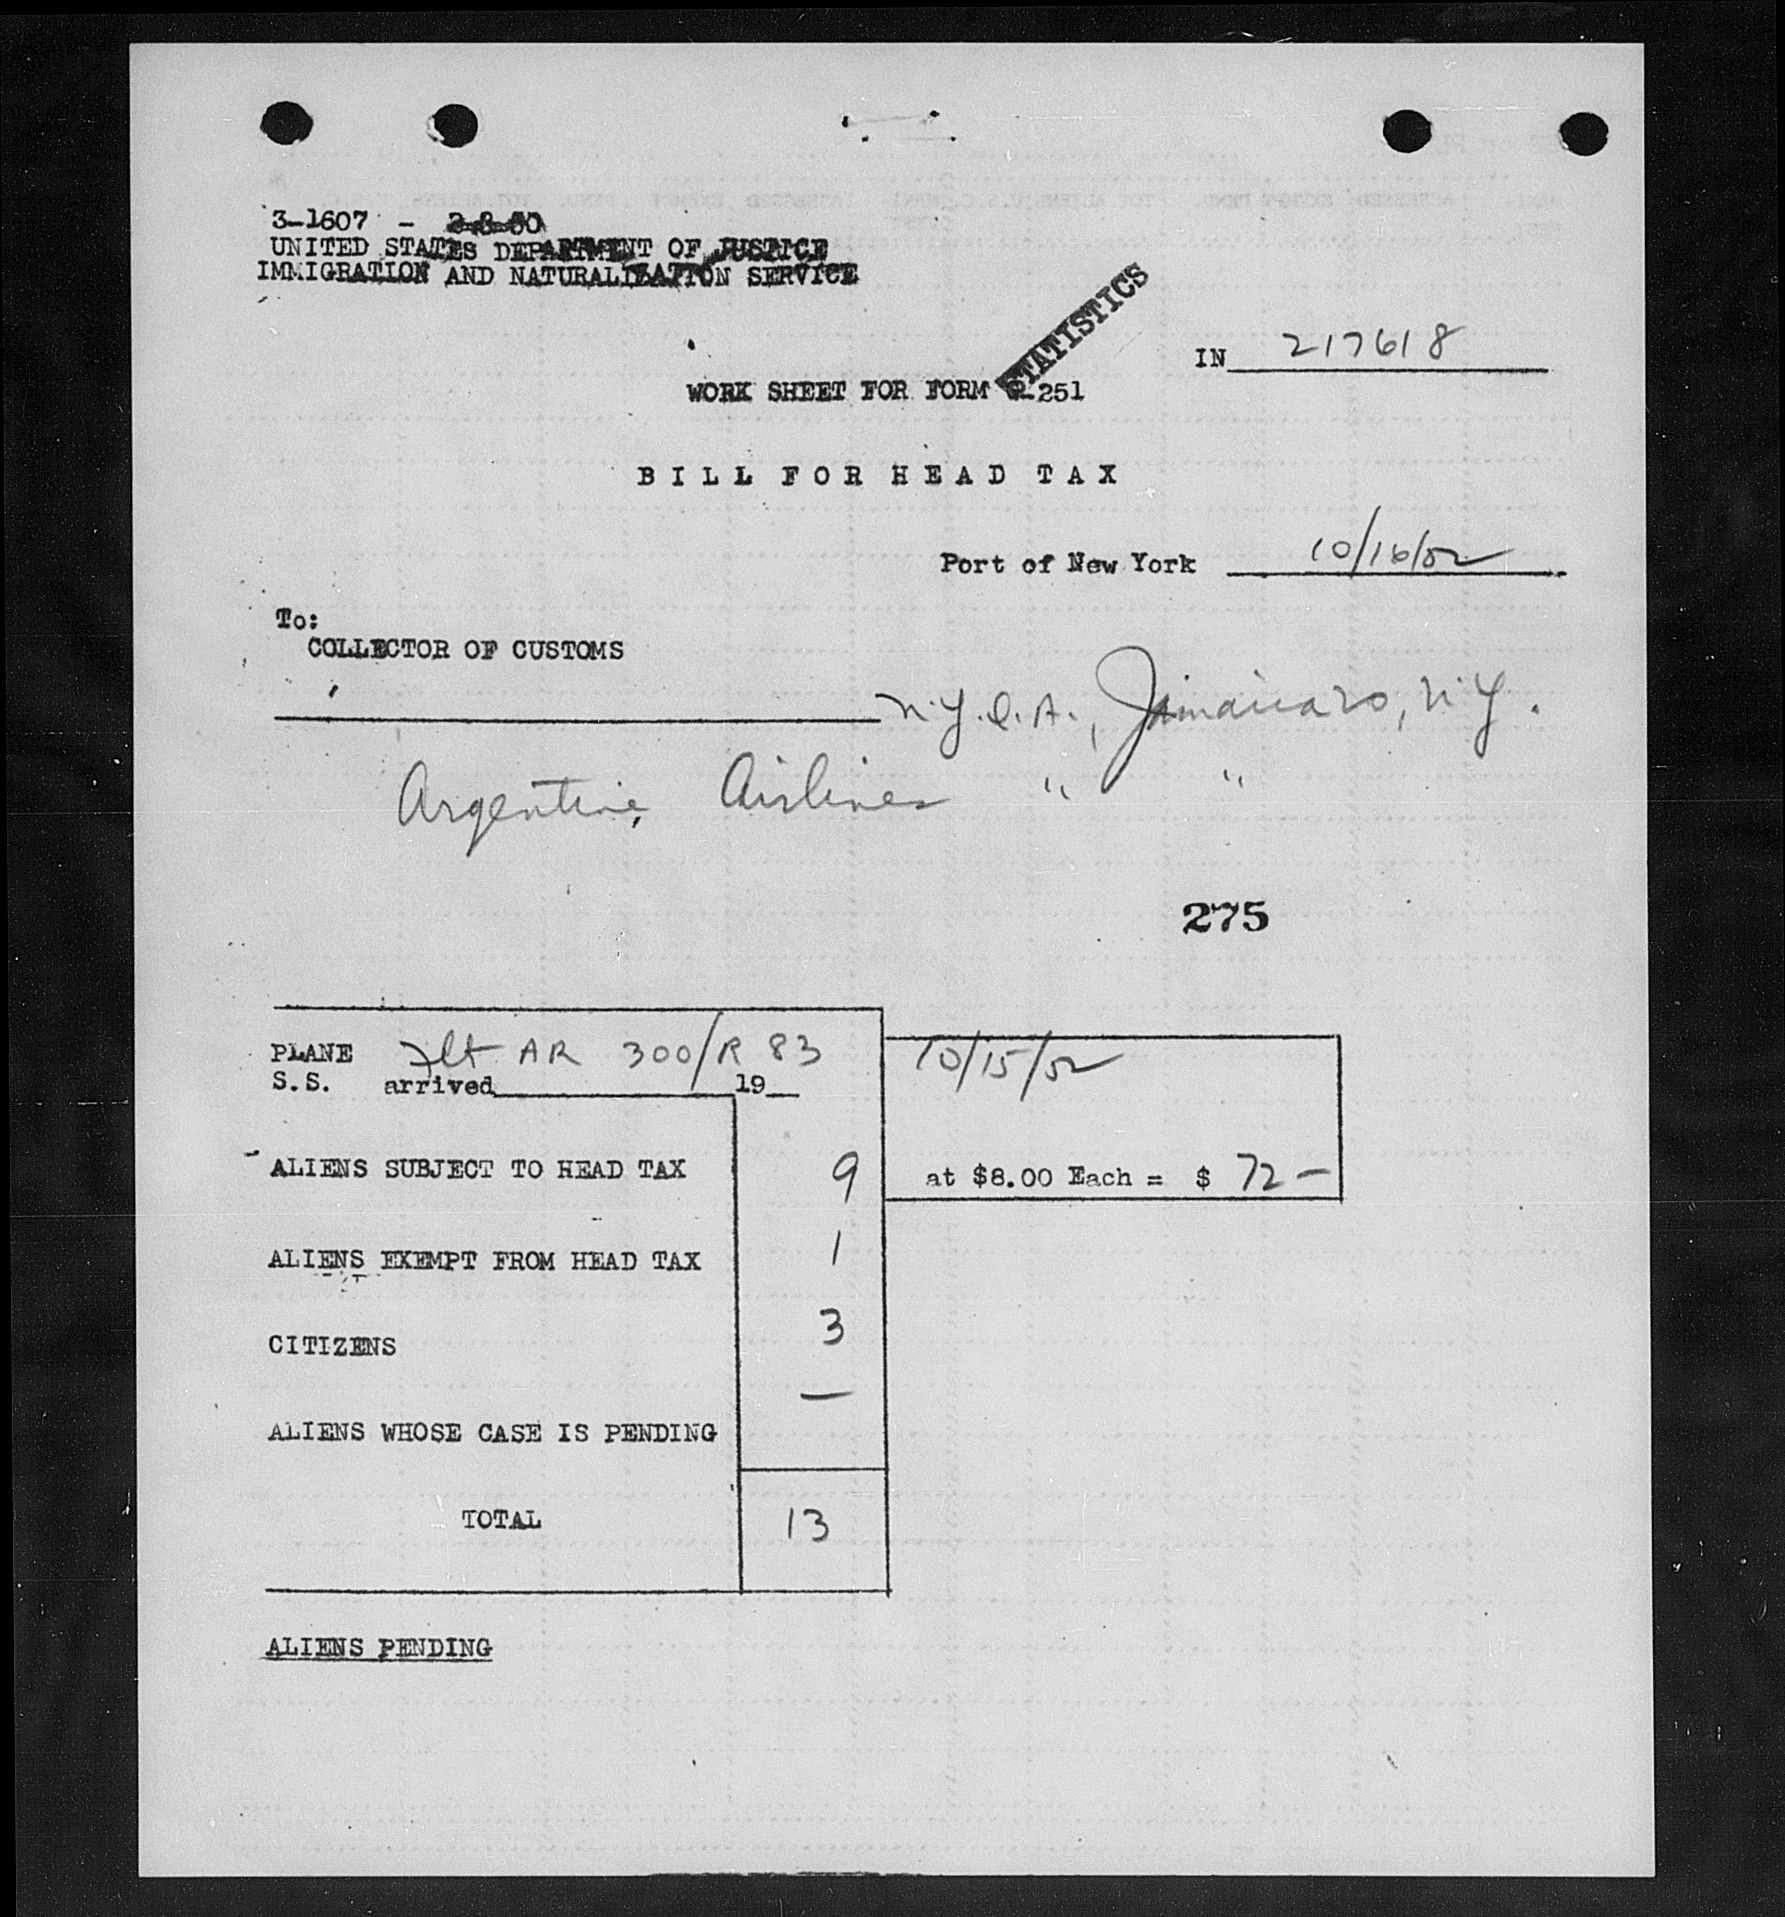 3-1607 - 2-8-50
UNITED STATES DEPARTMENT OF JUSTICE
IMMIGRATION AND NATURALIZATION SERVICE
STATISTICS
IN 217618
WORK SHEET FOR FORM -251
BILL FOR HEAD TAX
Port of New York 10/16/52
To:
COLLECTOR OF CUSTOMS
N.Y.I.A., Jamaica 20, N.Y.
Argentine Airlines " "
275
PLANE Flt AR 300/R 83 10/15/52
S.S. arrived 19
ALIENS SUBJECT TO HEAD TAX 9 at $8.00 Each = $ 72 –
ALIENS EXEMPT FROM HEAD TAX 1
CITIZENS 3
ALIENS WHOSE CASE IS PENDING —
TOTAL 13
ALIENS PENDING